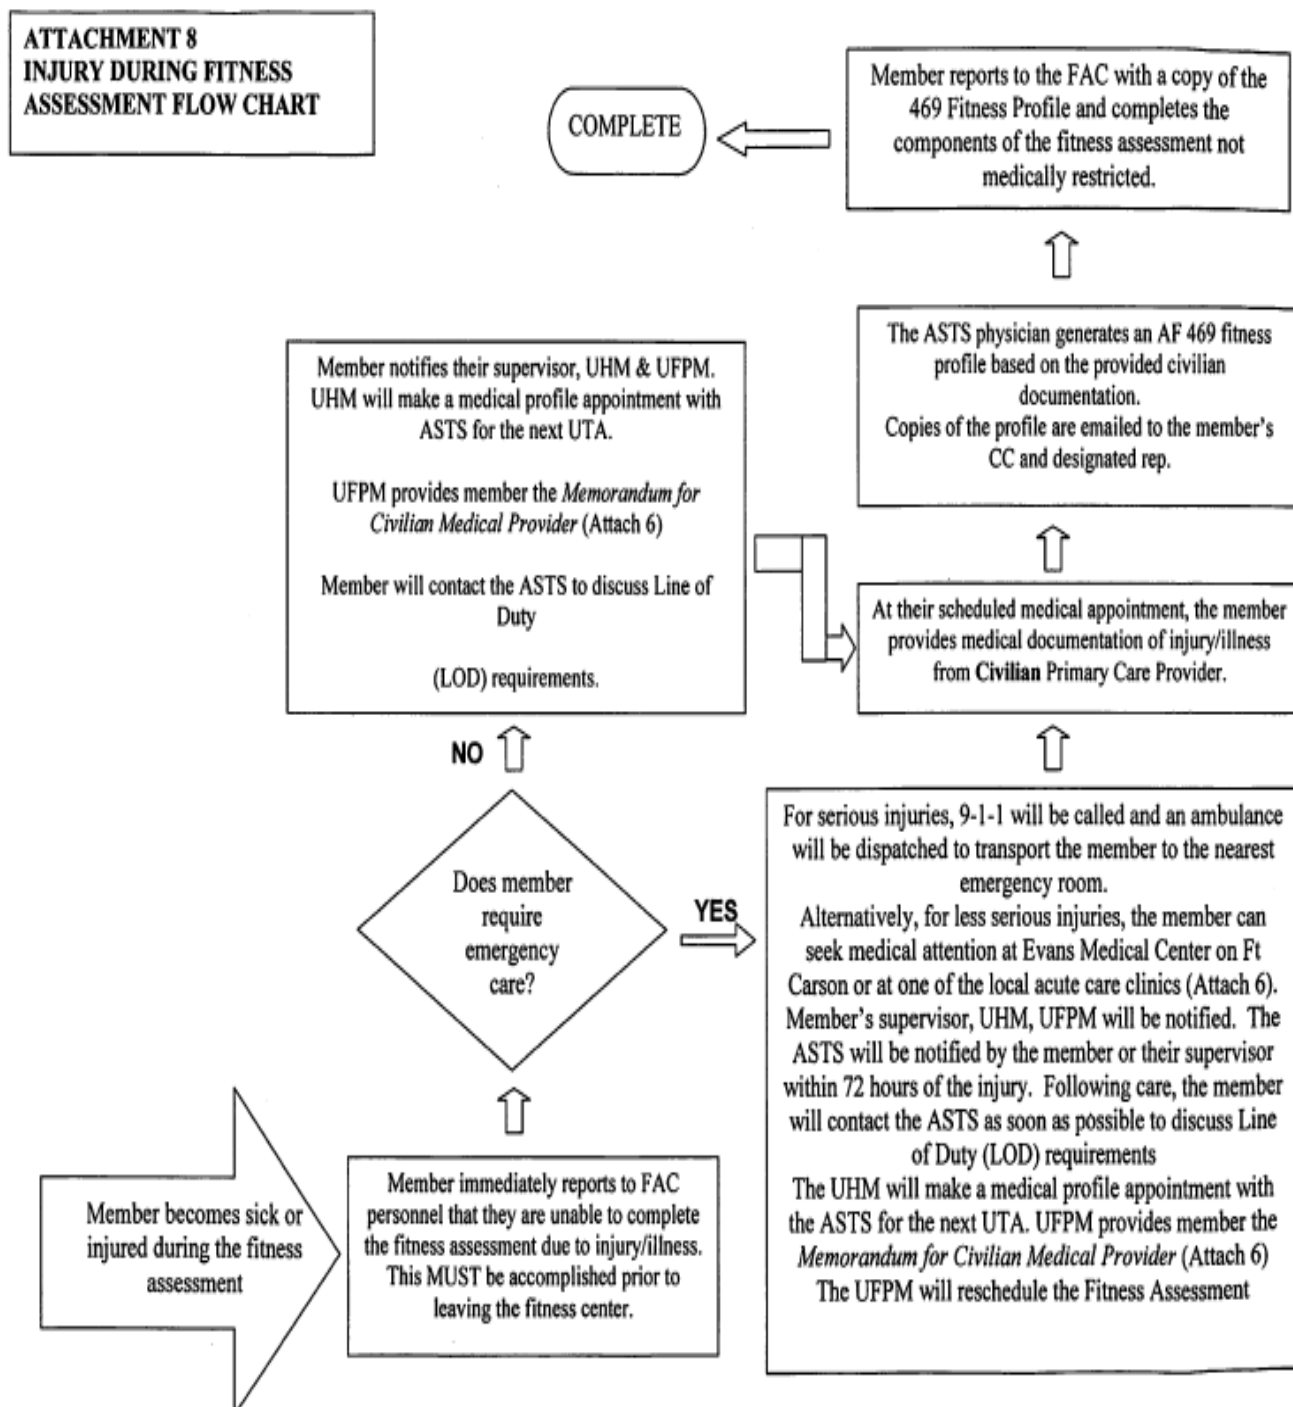 ATTACHMENT 8
INJURY DURING FITNESS
ASSESSMENT FLOW CHART
COMPLETE
Member reports to the FAC with a copy of the
469 Fitness Profile and completes the
components of the fitness assessment not
medically restricted.
The ASTS physician generates an AF 469 fitness
profile based on the provided civilian
documentation.
Copies of the profile are emailed to the member's
CC and designated rep.
Member notifies their supervisor, UHM & UFPM.
UHM will make a medical profile appointment with
ASTS for the next UTA.
UFPM provides member the Memorandum for
Civilian Medical Provider (Attach 6)
Member will contact the ASTS to discuss Line of
Duty
(LOD) requirements.
At their scheduled medical appointment, the member
provides medical documentation of injury/illness
from Civilian Primary Care Provider.
NO
Does member
require
emergency
care?
YES
For serious injuries, 9-1-1 will be called and an ambulance
will be dispatched to transport the member to the nearest
emergency room.
Alternatively, for less serious injuries, the member can
seek medical attention at Evans Medical Center on Ft
Carson or at one of the local acute care clinics (Attach 6).
Member's supervisor, UHM, UFPM will be notified. The
ASTS will be notified by the member or their supervisor
within 72 hours of the injury. Following care, the member
will contact the ASTS as soon as possible to discuss Line
of Duty (LOD) requirements
The UHM will make a medical profile appointment with
the ASTS for the next UTA. UFPM provides member the
Memorandum for Civilian Medical Provider (Attach 6)
The UFPM will reschedule the Fitness Assessment
Member becomes sick or
injured during the fitness
assessment
Member immediately reports to FAC
personnel that they are unable to complete
the fitness assessment due to injury/illness.
This MUST be accomplished prior to
leaving the fitness center.